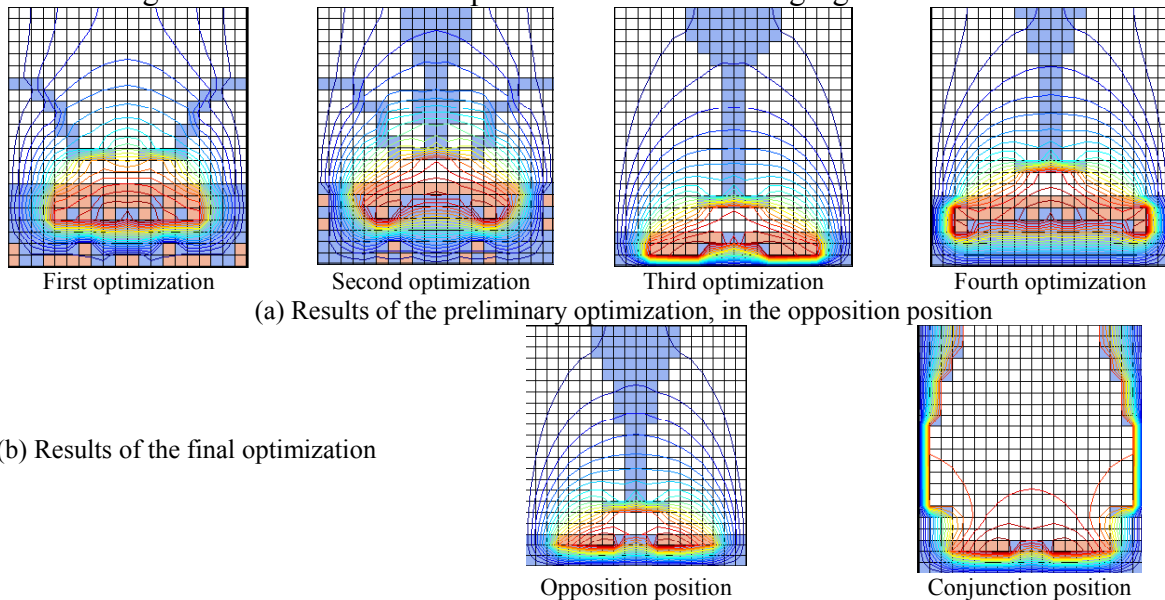 First optimization
Second optimization
Third optimization
Fourth optimization
(a) Results of the preliminary optimization, in the opposition position
b) Results of the final optimization
Opposition position
Conjunction position